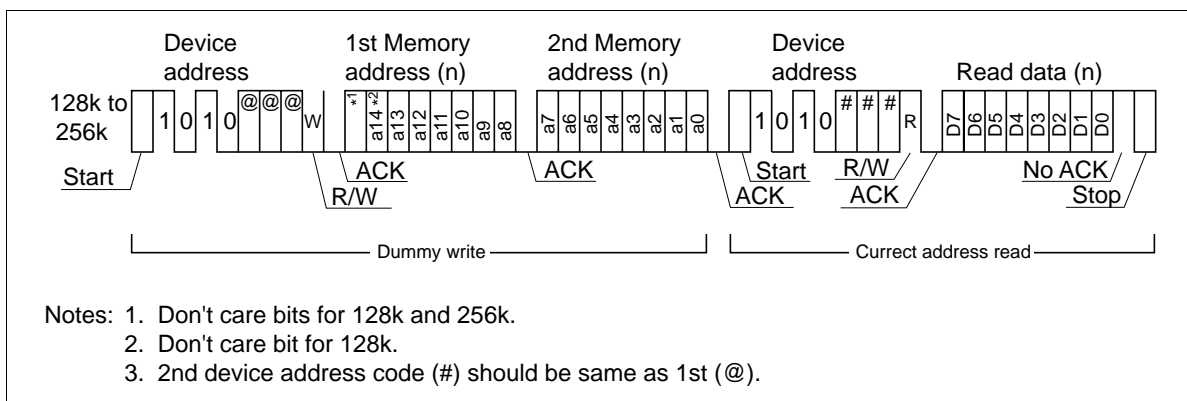 Device address 1st Memory address (n) 2nd Memory address (n) Device address Read data (n)
128k to 256k 1 0 1 0 @ @ @ W *1 a14*2 a13 a12 a11 a10 a9 a8 a7 a6 a5 a4 a3 a2 a1 a0 1 0 1 0 # # # R D7 D6 D5 D4 D3 D2 D1 D0
Start ACK ACK Start R/W No ACK
R/W ACK ACK Stop
Dummy write Currect address read
Notes: 1. Don't care bits for 128k and 256k.
2. Don't care bit for 128k.
3. 2nd device address code (#) should be same as 1st (@).